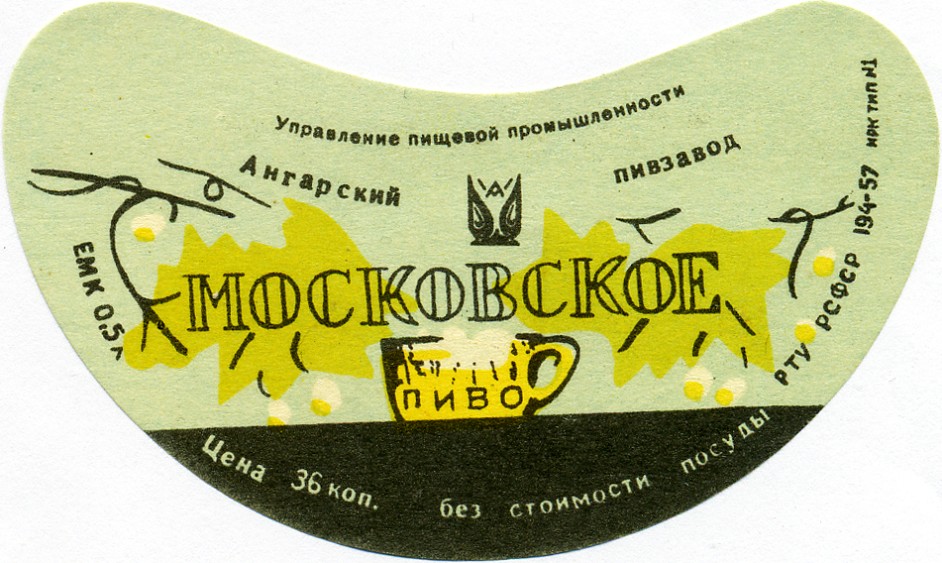 Управление пищевой промышленности
Ангарский пивзавод
МОСКОВСКОЕ
ПИВО
ЕМК 0,5л
РТУ РСФСР 194-57 ИРК ТИП N1
Цена 36 коп. без стоимости посуды